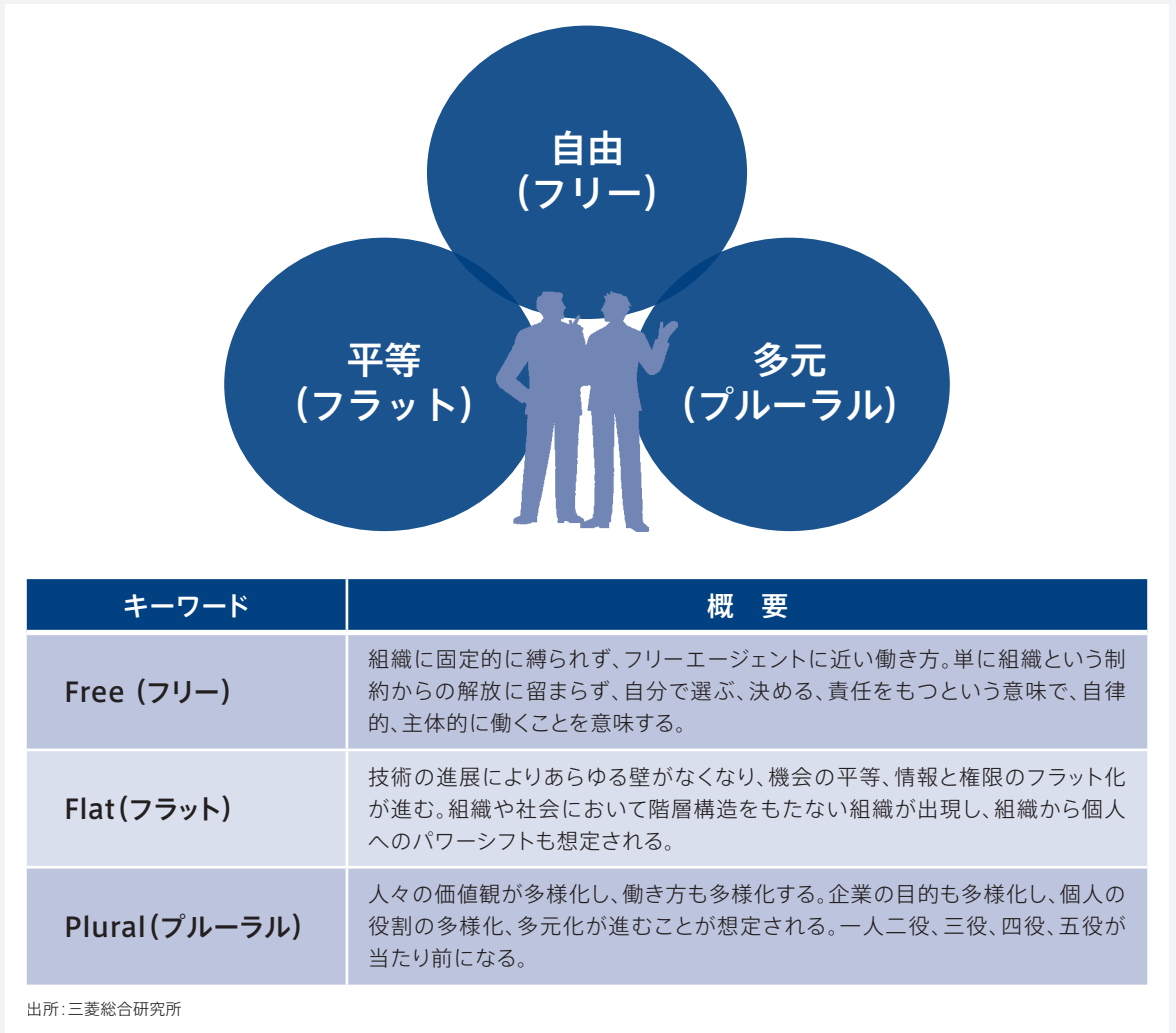 自由
(フリー)
平等
(フラット)
多元
(プルーラル)
キーワード
概　要
Free (フリー)
組織に固定的に縛られず、フリーエージェントに近い働き方。単に組織という制
約からの解放に留まらず、自分で選ぶ、決める、責任をもつという意味で、自律
的、主体的に働くことを意味する。
Flat(フラット)
技術の進展によりあらゆる壁がなくなり、機会の平等、情報と権限のフラット化
が進む。組織や社会において階層構造をもたない組織が出現し、組織から個人
へのパワーシフトも想定される。
Plural(プルーラル)
人々の価値観が多様化し、働き方も多様化する。企業の目的も多様化し、個人の
役割の多様化、多元化が進むことが想定される。一人二役、三役、四役、五役が
当たり前になる。
出所:三菱総合研究所